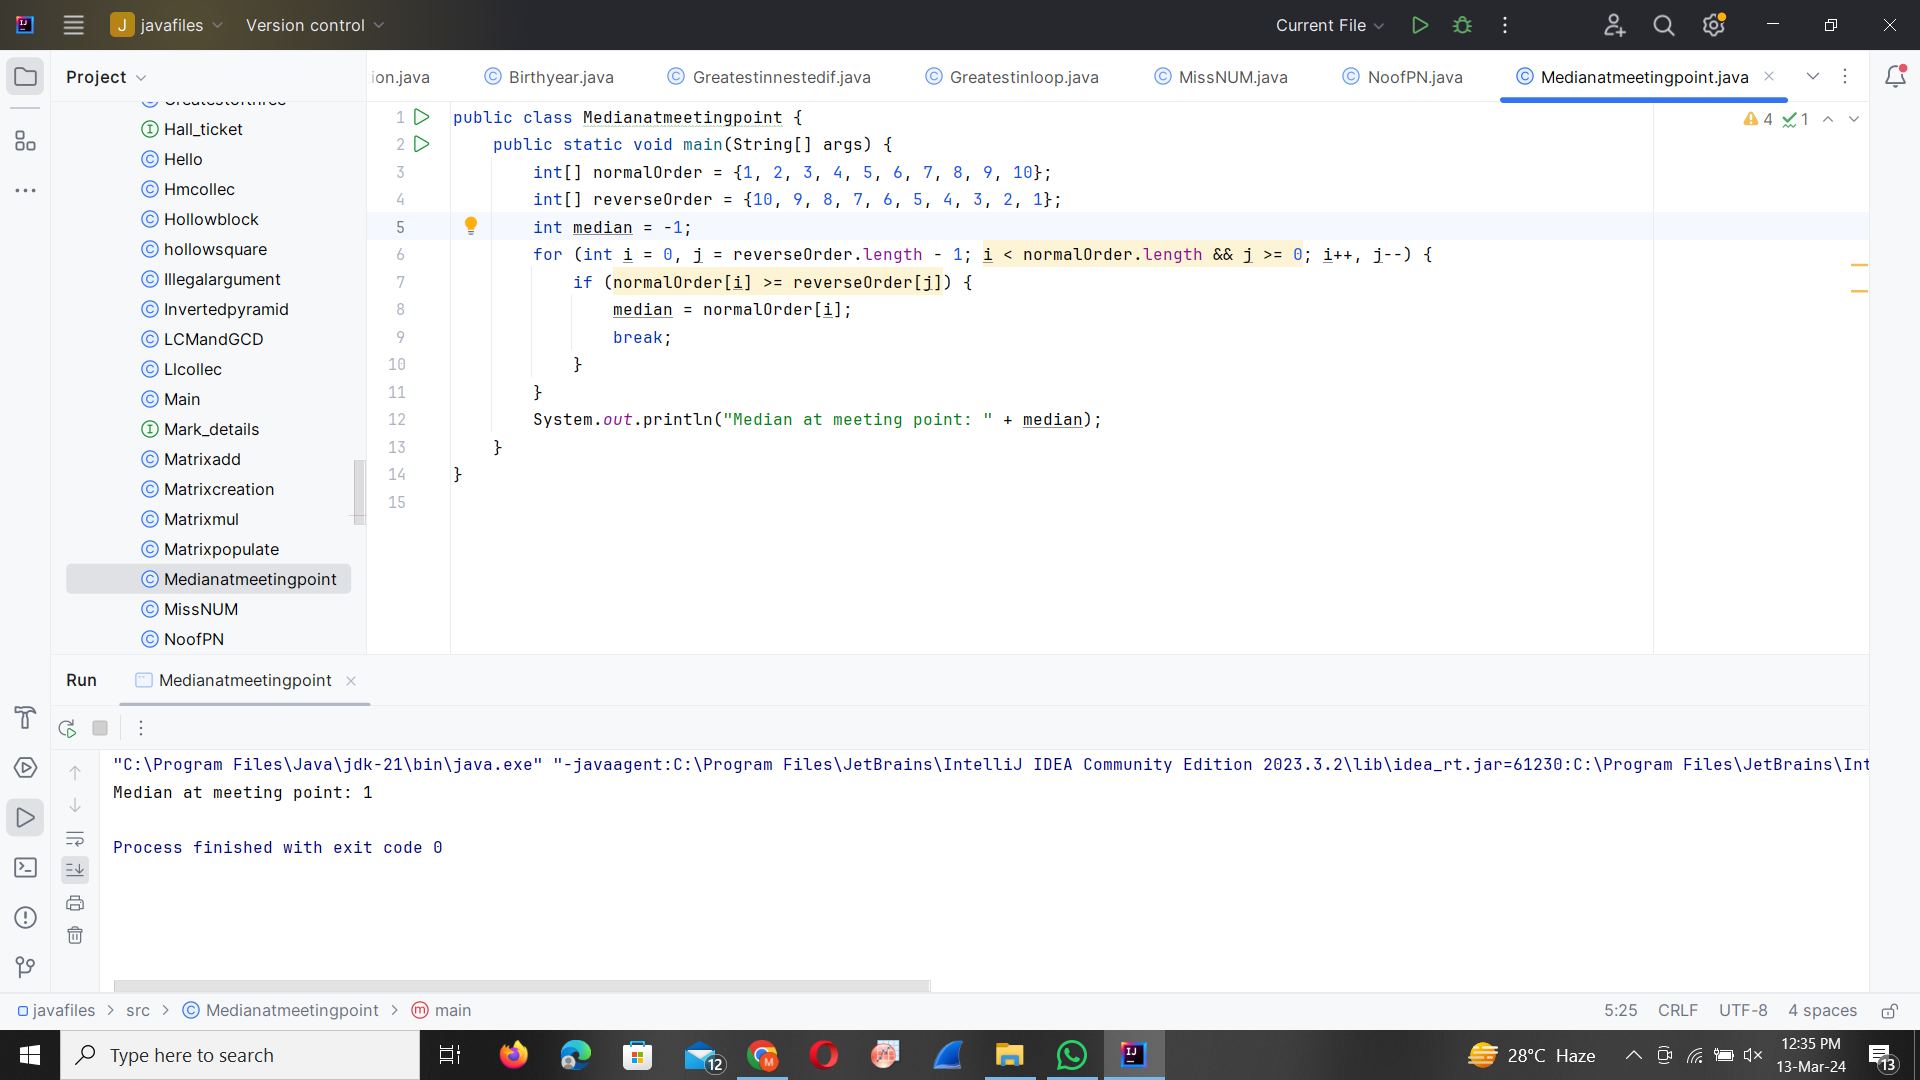 J javafiles Version control Current File
Project
ion.java Birthyear.java Greatestinnestedif.java Greatestinloop.java MissNUM.java NoofPN.java Medianatmeetingpoint.java
Greatestofthree
Hall_ticket
Hello
Hmcollec
Hollowblock
hollowsquare
Illegalargument
Invertedpyramid
LCMandGCD
Llcollec
Main
Mark_details
Matrixadd
Matrixcreation
Matrixmul
Matrixpopulate
Medianatmeetingpoint
MissNUM
NoofPN
4 1
1 public class Medianatmeetingpoint {
2 public static void main(String[] args) {
3 int[] normalOrder = {1, 2, 3, 4, 5, 6, 7, 8, 9, 10};
4 int[] reverseOrder = {10, 9, 8, 7, 6, 5, 4, 3, 2, 1};
5 int median = -1;
6 for (int i = 0, j = reverseOrder.length - 1; i < normalOrder.length && j >= 0; i++, j--) {
7 if (normalOrder[i] >= reverseOrder[j]) {
8 median = normalOrder[i];
9 break;
10 }
11 }
12 System.out.println("Median at meeting point: " + median);
13 }
14 }
15
Run Medianatmeetingpoint
"C:\Program Files\Java\jdk-21\bin\java.exe" "-javaagent:C:\Program Files\JetBrains\IntelliJ IDEA Community Edition 2023.3.2\lib\idea_rt.jar=61230:C:\Program Files\JetBrains\Int
Median at meeting point: 1
Process finished with exit code 0
javafiles > src > Medianatmeetingpoint > m main 5:25 CRLF UTF-8 4 spaces
Type here to search 12 M 28°C Haze 12:35 PM
13-Mar-24 13